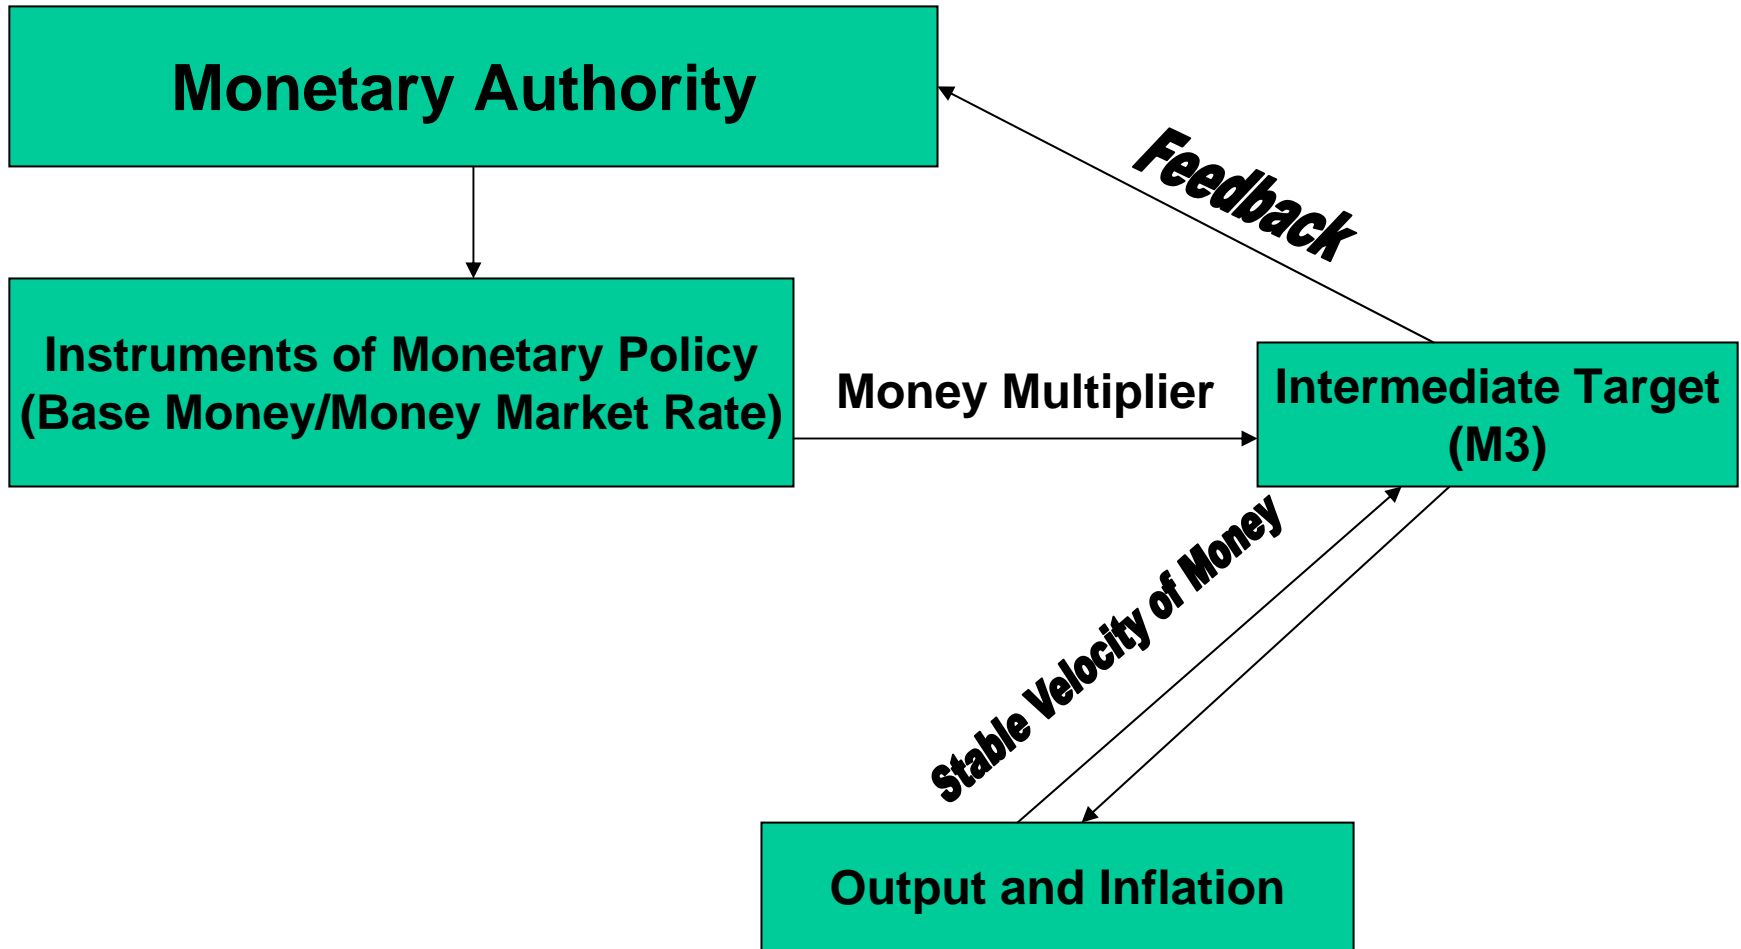 Monetary Authority
Feedback
Instruments of Monetary Policy
(Base Money/Money Market Rate)
Money Multiplier
Intermediate Target
(M3)
Stable Velocity of Money
Output and Inflation